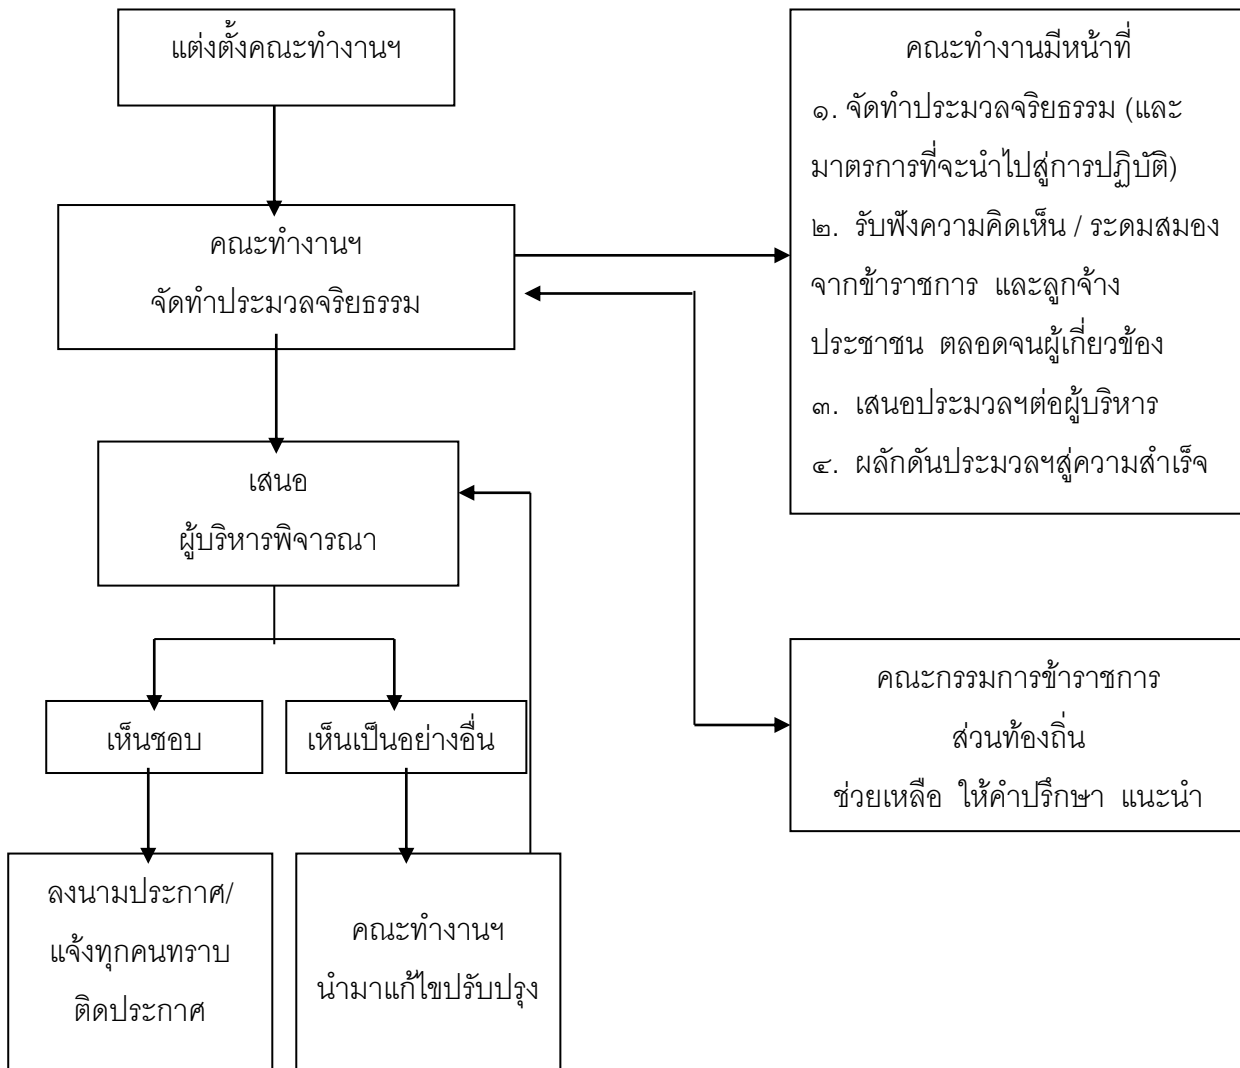 แต่งตั้งคณะทำงานฯ
คณะทำงานฯ
จัดทำประมวลจริยธรรม
เสนอ
ผู้บริหารพิจารณา
เห็นชอบ
เห็นเป็นอย่างอื่น
ลงนามประกาศ/
แจ้งทุกคนทราบ
ติดประกาศ
คณะทำงานฯ
นำมาแก้ไขปรับปรุง
คณะทำงานมีหน้าที่
๑. จัดทำประมวลจริยธรรม (และ
มาตรการที่จะนำไปสู่การปฏิบัติ)
๒. รับฟังความคิดเห็น / ระดมสมอง
จากข้าราชการ และลูกจ้าง
ประชาชน ตลอดจนผู้เกี่ยวข้อง
๓. เสนอประมวลฯต่อผู้บริหาร
๔. ผลักดันประมวลฯสู่ความสำเร็จ
คณะกรรมการข้าราชการ
ส่วนท้องถิ่น
ช่วยเหลือ ให้คำปรึกษา แนะนำ